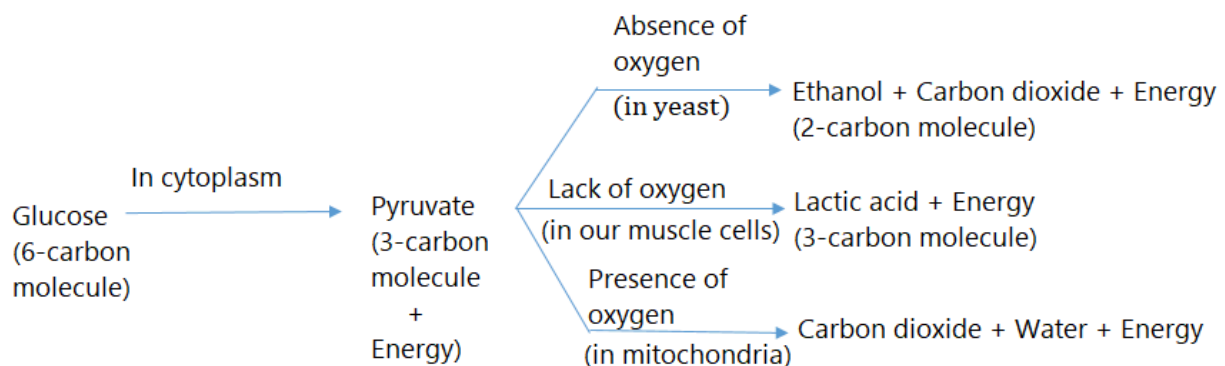 In cytoplasm
Glucose
(6-carbon
molecule)
Pyruvate
(3-carbon
molecule
+
Energy)
Absence of
oxygen
(in yeast)
Ethanol + Carbon dioxide + Energy
(2-carbon molecule)
Lack of oxygen
(in our muscle cells)
Lactic acid + Energy
(3-carbon molecule)
Presence of
oxygen
(in mitochondria)
Carbon dioxide + Water + Energy